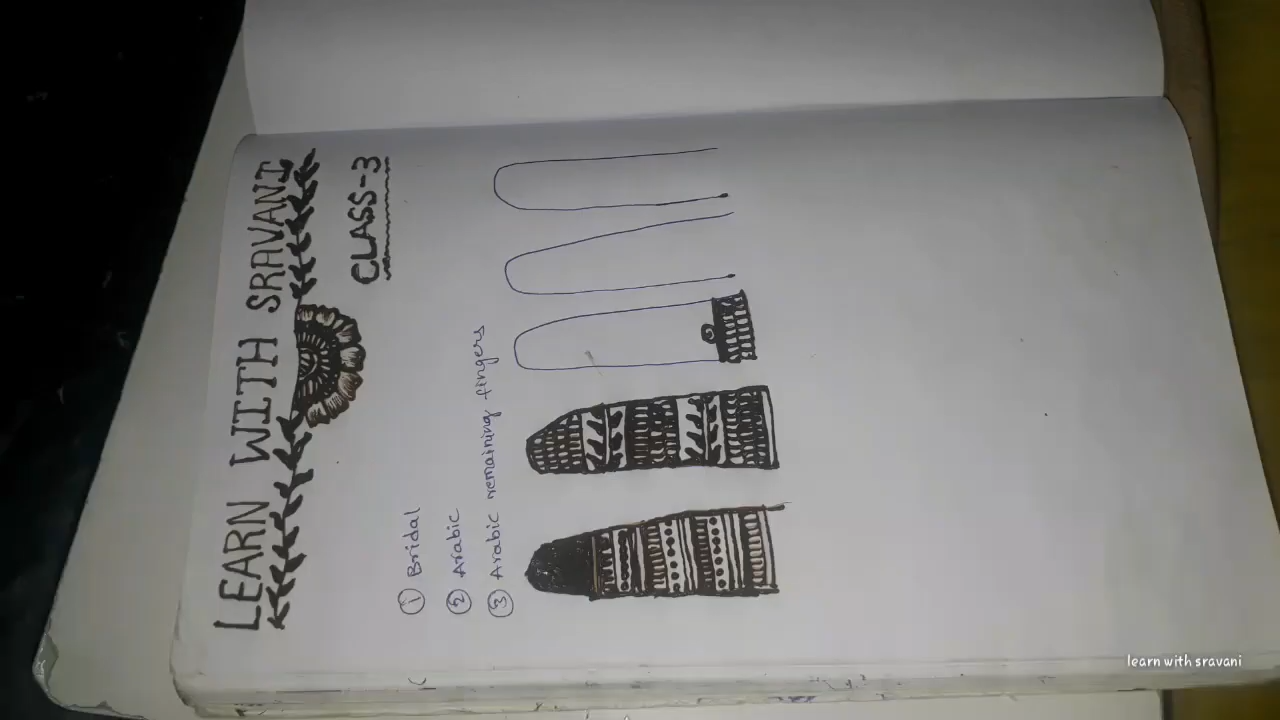 LEARN WITH SRAVANI
CLASS-3
① Bridal
② Arabic
③ Arabic remaining fingers
learn with sravani